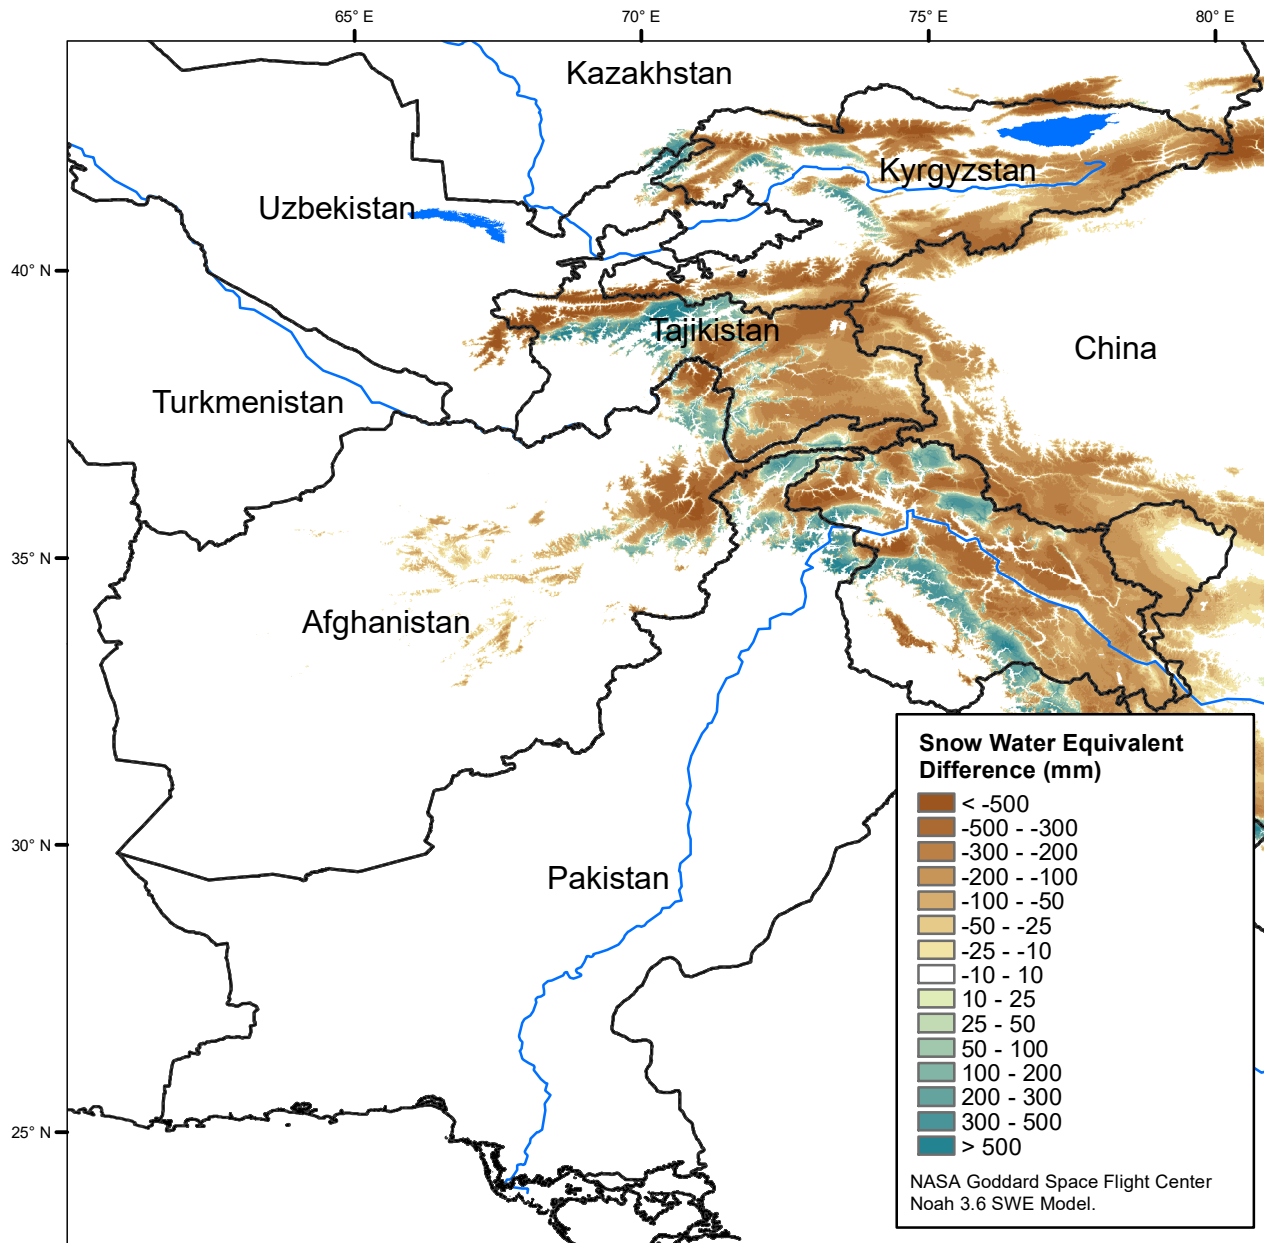 65° E
70° E
75° E
80° E
Kazakhstan
Kyrgyzstan
Uzbekistan
40° N
Tajikistan
China
Turkmenistan
35° N
Afghanistan
Snow Water Equivalent
Difference (mm)
< -500
-500 - -300
-300 - -200
-200 - -100
-100 - -50
-50 - -25
-25 - -10
-10 - 10
10 - 25
25 - 50
50 - 100
100 - 200
200 - 300
300 - 500
> 500
NASA Goddard Space Flight Center
Noah 3.6 SWE Model.
30° N
Pakistan
25° N